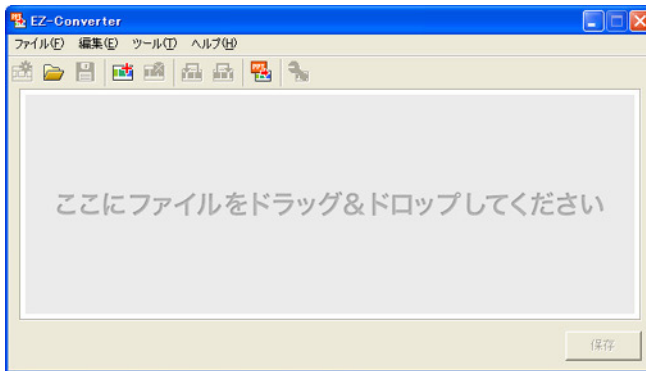 EZ-Converter
ファイル(F) 編集(E) ツール(T) ヘルプ(H)
ここにファイルをドラッグ&ドロップしてください
保存